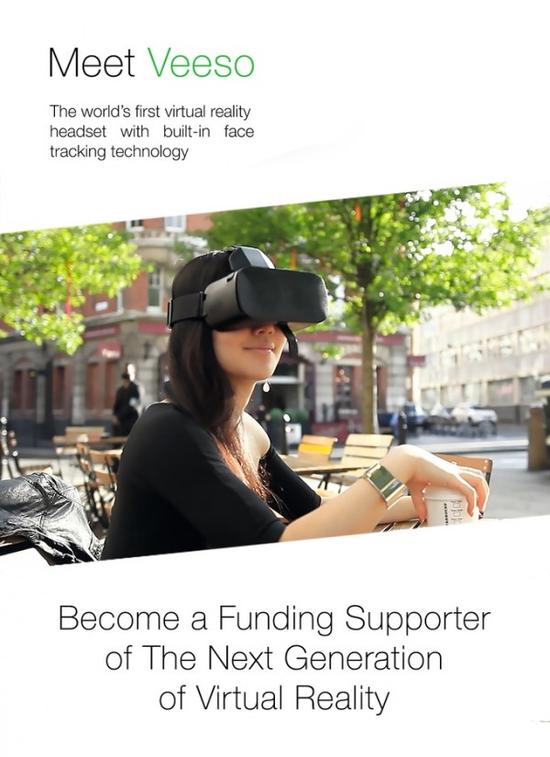 Meet Veeso
The world's first virtual reality
headset with built-in face
tracking technology
Become a Funding Supporter
of The Next Generation
of Virtual Reality